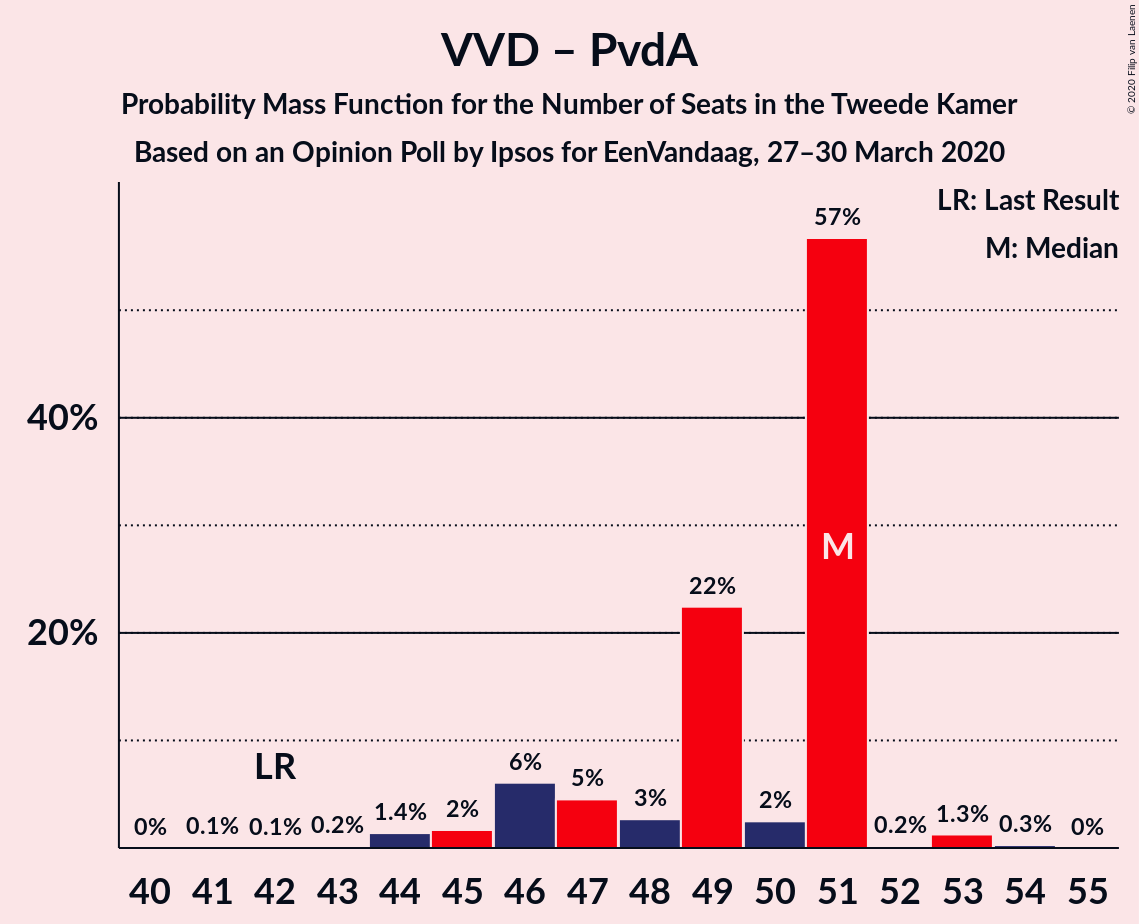 VVD – PvdA
Probability Mass Function for the Number of Seats in the Tweede Kamer
Based on an Opinion Poll by Ipsos for EenVandaag, 27–30 March 2020
© 2020 Filip van Laenen
LR: Last Result
M: Median
57%
40%
M
22%
20%
LR
6%
5%
3%
2%
1.4%
2%
1.3%
0%
0.1%
0.1%
0.2%
0.2%
0.3%
0%
40 41 42 43 44 45 46 47 48 49 50 51 52 53 54 55